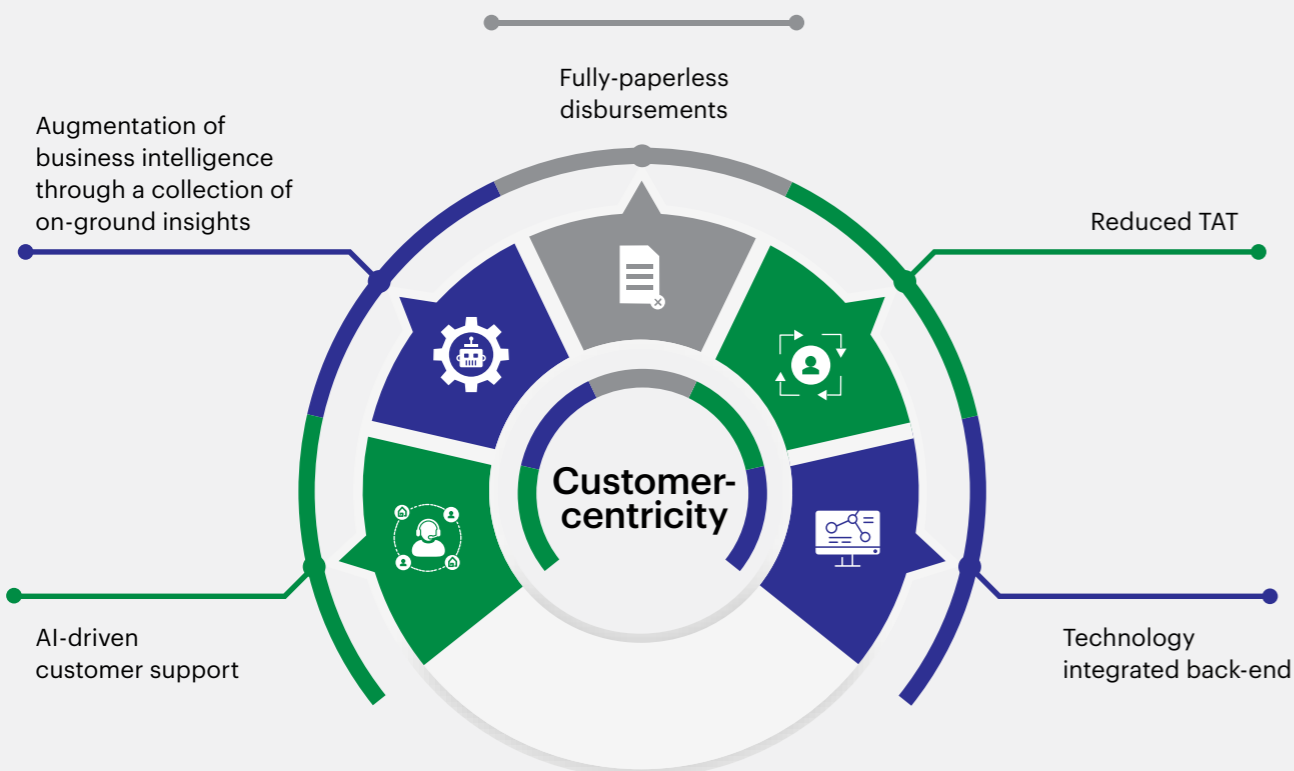 Fully-paperless
disbursements
Augmentation of
business intelligence
through a collection of
on-ground insights
Reduced TAT
Customer-
centricity
AI-driven
customer support
Technology
integrated back-end